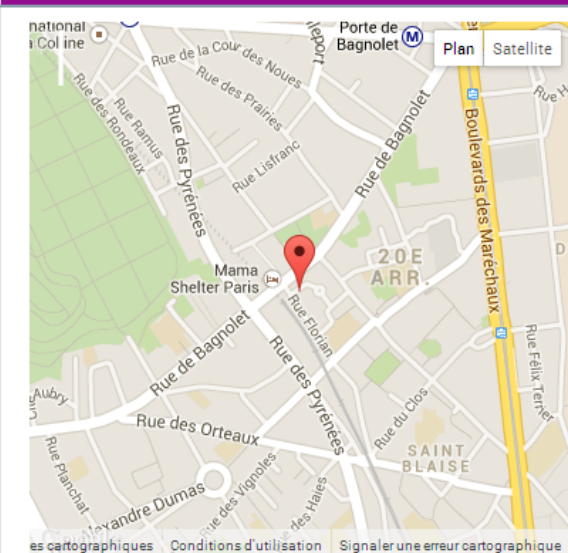 national
Colline
Porte de
Bagnolet
M
Plan
Satellite
Rue de la Cour des Noues
Rue des Prairies
Rue Ramus
Rue des Rondeaux
Rue des Pyrénées
Rue Lisfranc
Rue de Bagnolet
Boulevards des Maréchaux
20E
ARR.
Mama
Shelter Paris
Rue Florian
Rue de Bagnolet
Rue des Pyrénées
Rue Félix Terrier
Aubry
Rue des Orteaux
Rue du Clos
SAINT
BLAISE
Rue Planchat
Alexandre Dumas
Rue des Vignoles
Rue des Haies
es cartographiques
Conditions d'utilisation
Signaler une erreur cartographique